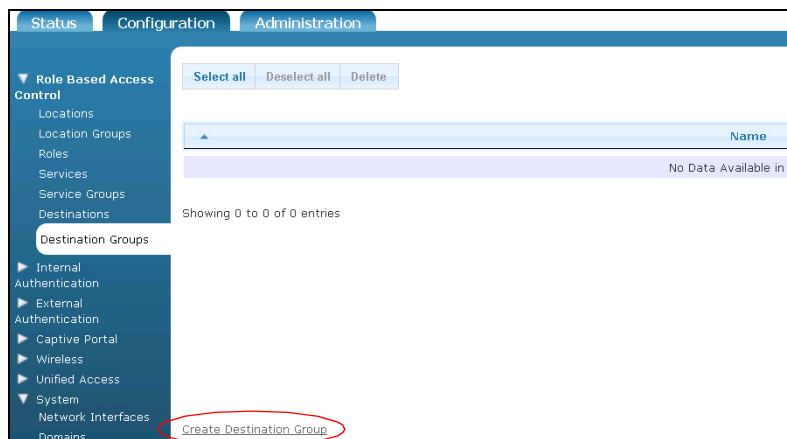 Status Configuration Administration
Role Based Access
Control
Locations
Location Groups
Roles
Services
Service Groups
Destinations
Destination Groups
Internal
Authentication
External
Authentication
Captive Portal
Wireless
Unified Access
System
Network Interfaces
Domains
Select all Deselect all Delete
Name
No Data Available in
Showing 0 to 0 of 0 entries
Create Destination Group